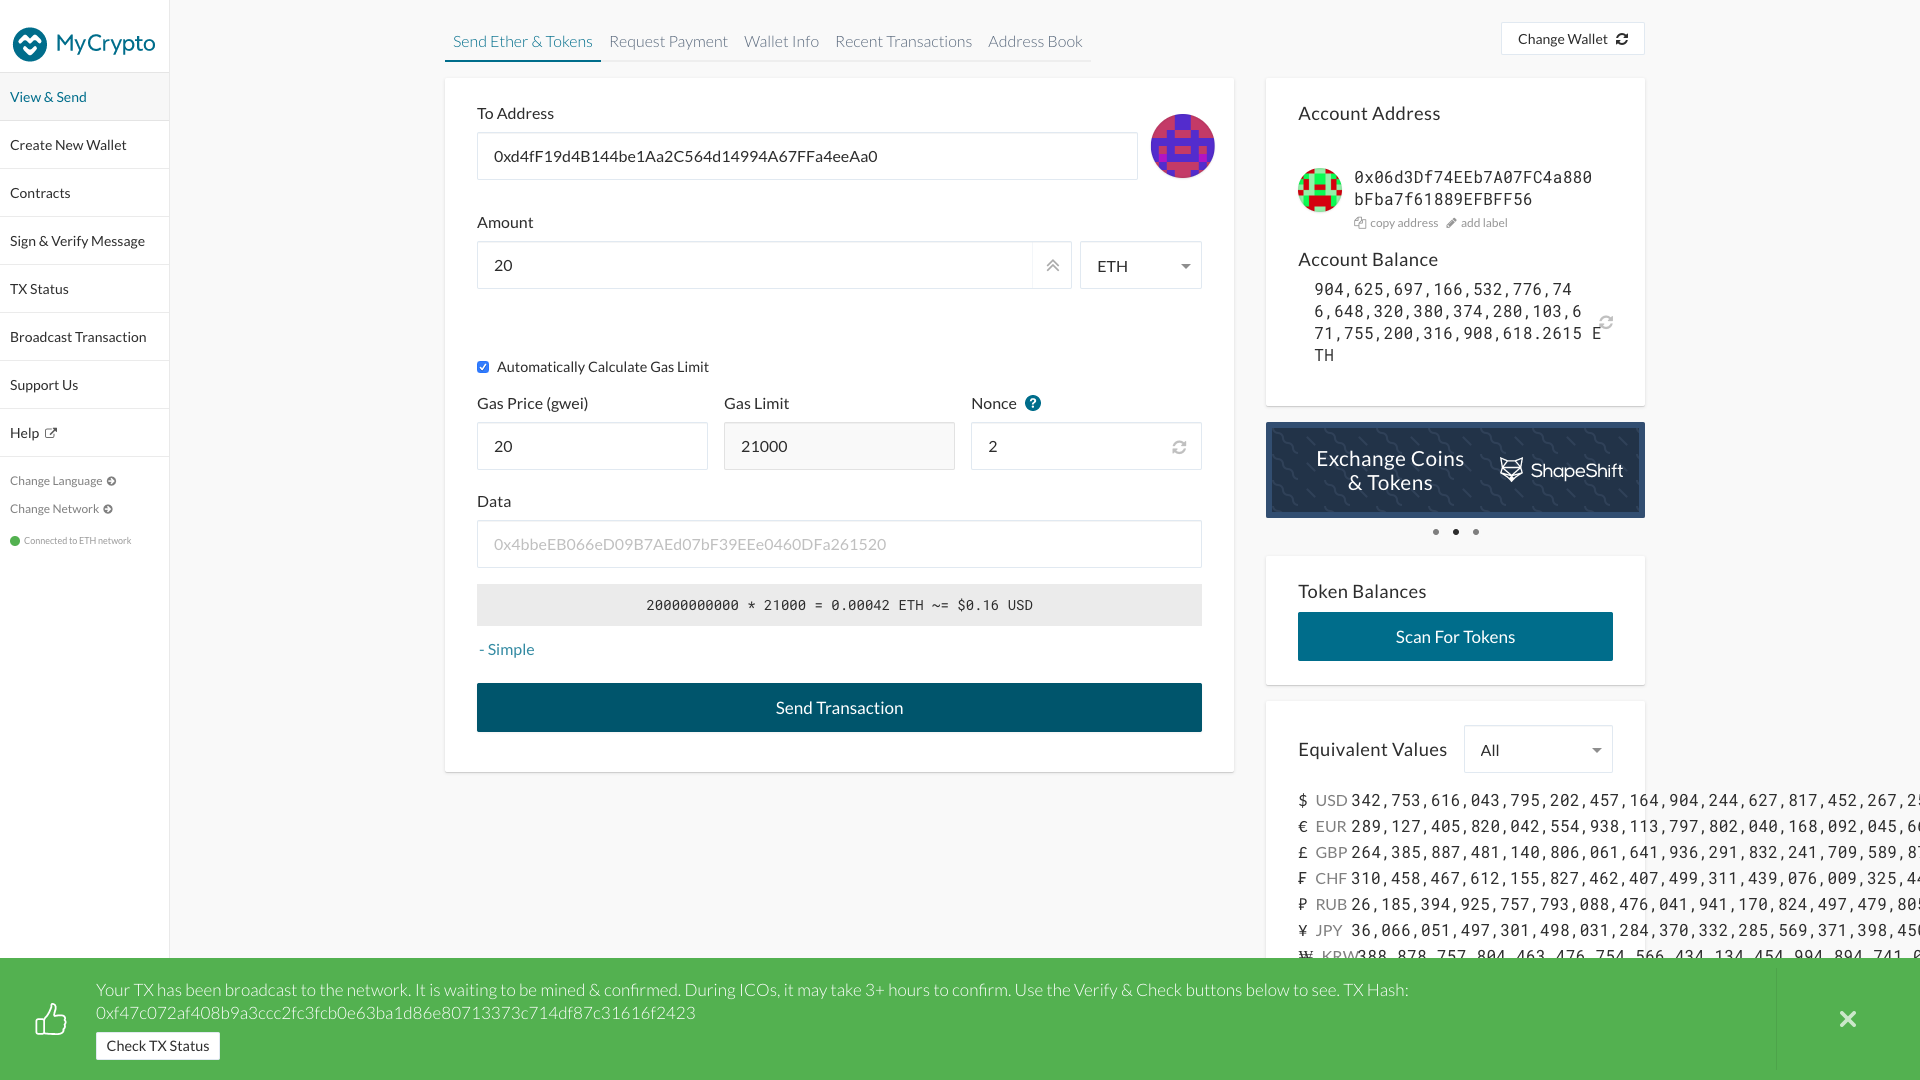 MyCrypto
View & Send
Create New Wallet
Contracts
Sign & Verify Message
TX Status
Broadcast Transaction
Support Us
Help
Change Language
Change Network
Connected to ETH network
Send Ether & Tokens Request Payment Wallet Info Recent Transactions Address Book
Change Wallet
To Address
0xd4fF19d4B144be1Aa2C564d14994A67FFa4eeAa0
Amount
20
ETH
Automatically Calculate Gas Limit
Gas Price (gwei) Gas Limit Nonce ?
20 21000 2
Data
0x4bbeEB066eD09B7AEd07bF39EEe0460DFa261520
20000000000 * 21000 = 0.00042 ETH ~= $0.16 USD
- Simple
Send Transaction
Account Address
0x06d3Df74EEb7A07FC4a880
bFba7f61889EFBFF56
copy address add label
Account Balance
904,625,697,166,532,776,74
6,648,320,380,374,280,103,6
71,755,200,316,908,618.2615 E
TH
Exchange Coins
& Tokens
ShapeShift
Token Balances
Scan For Tokens
Equivalent Values All
$ USD 342,753,616,043,795,202,457,164,904,244,627,817,452,267,25
€ EUR 289,127,405,820,042,554,938,113,797,802,040,168,092,045,66
£ GBP 264,385,887,481,140,806,061,641,936,291,832,241,709,589,87
₣ CHF 310,458,467,612,155,827,462,407,499,311,439,076,009,325,44
₽ RUB 26,185,394,925,757,793,088,476,041,941,170,824,497,479,805
¥ JPY 36,066,051,497,301,498,031,284,370,332,285,569,371,398,450
₩ KRW 388,878,757,804,463,476,754,566,434,134,454,994,894,741,0
Your TX has been broadcast to the network. It is waiting to be mined & confirmed. During ICOs, it may take 3+ hours to confirm. Use the Verify & Check buttons below to see. TX Hash:
0xf47c072af408b9a3ccc2fc3fcb0e63ba1d86e80713373c714df87c31616f2423
Check TX Status